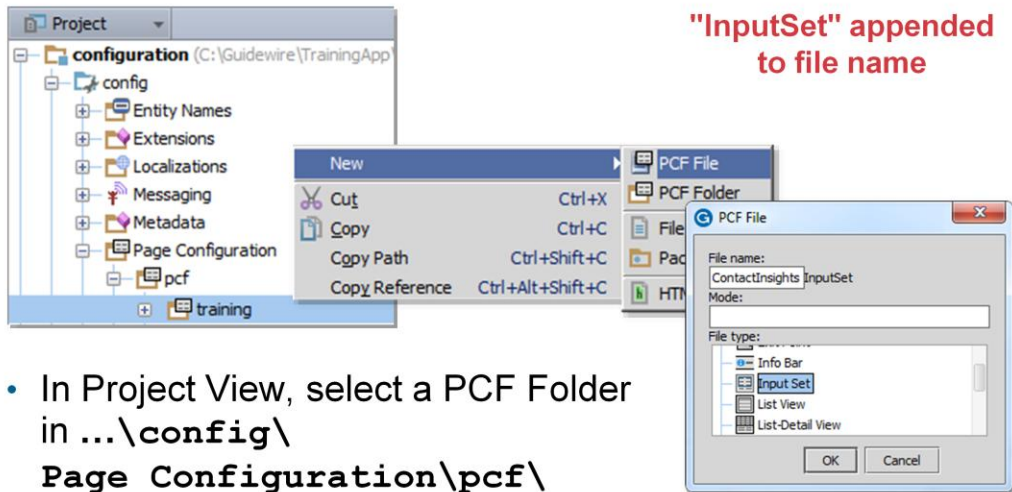 Project
configuration (C:\Guidewire\TrainingApp\
config
Entity Names
Extensions
Localizations
Messaging
Metadata
Page Configuration
pcf
training
"InputSet" appended
to file name
New
Cut Ctrl+X
Copy Ctrl+C
Copy Path Ctrl+Shift+C
Copy Reference Ctrl+Alt+Shift+C
PCF File
PCF Folder
File
Pac
HTM
PCF File
File name:
ContactInsights InputSet
Mode:
File type:
Info Bar
Input Set
List View
List-Detail View
OK Cancel
• In Project View, select a PCF Folder
in ...\config\
Page Configuration\pcf\